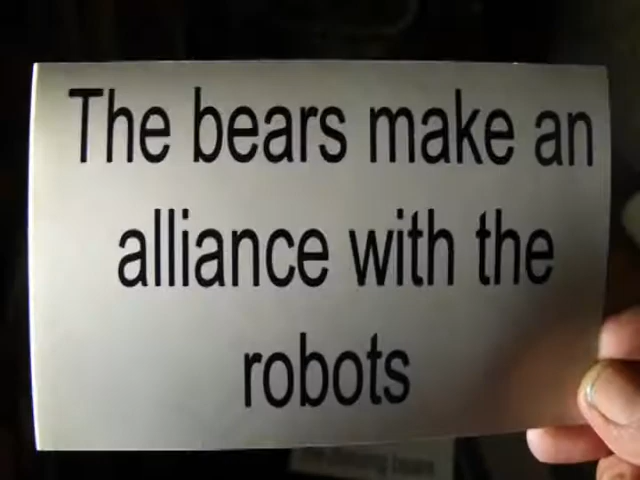 The bears make an
alliance with the
robots